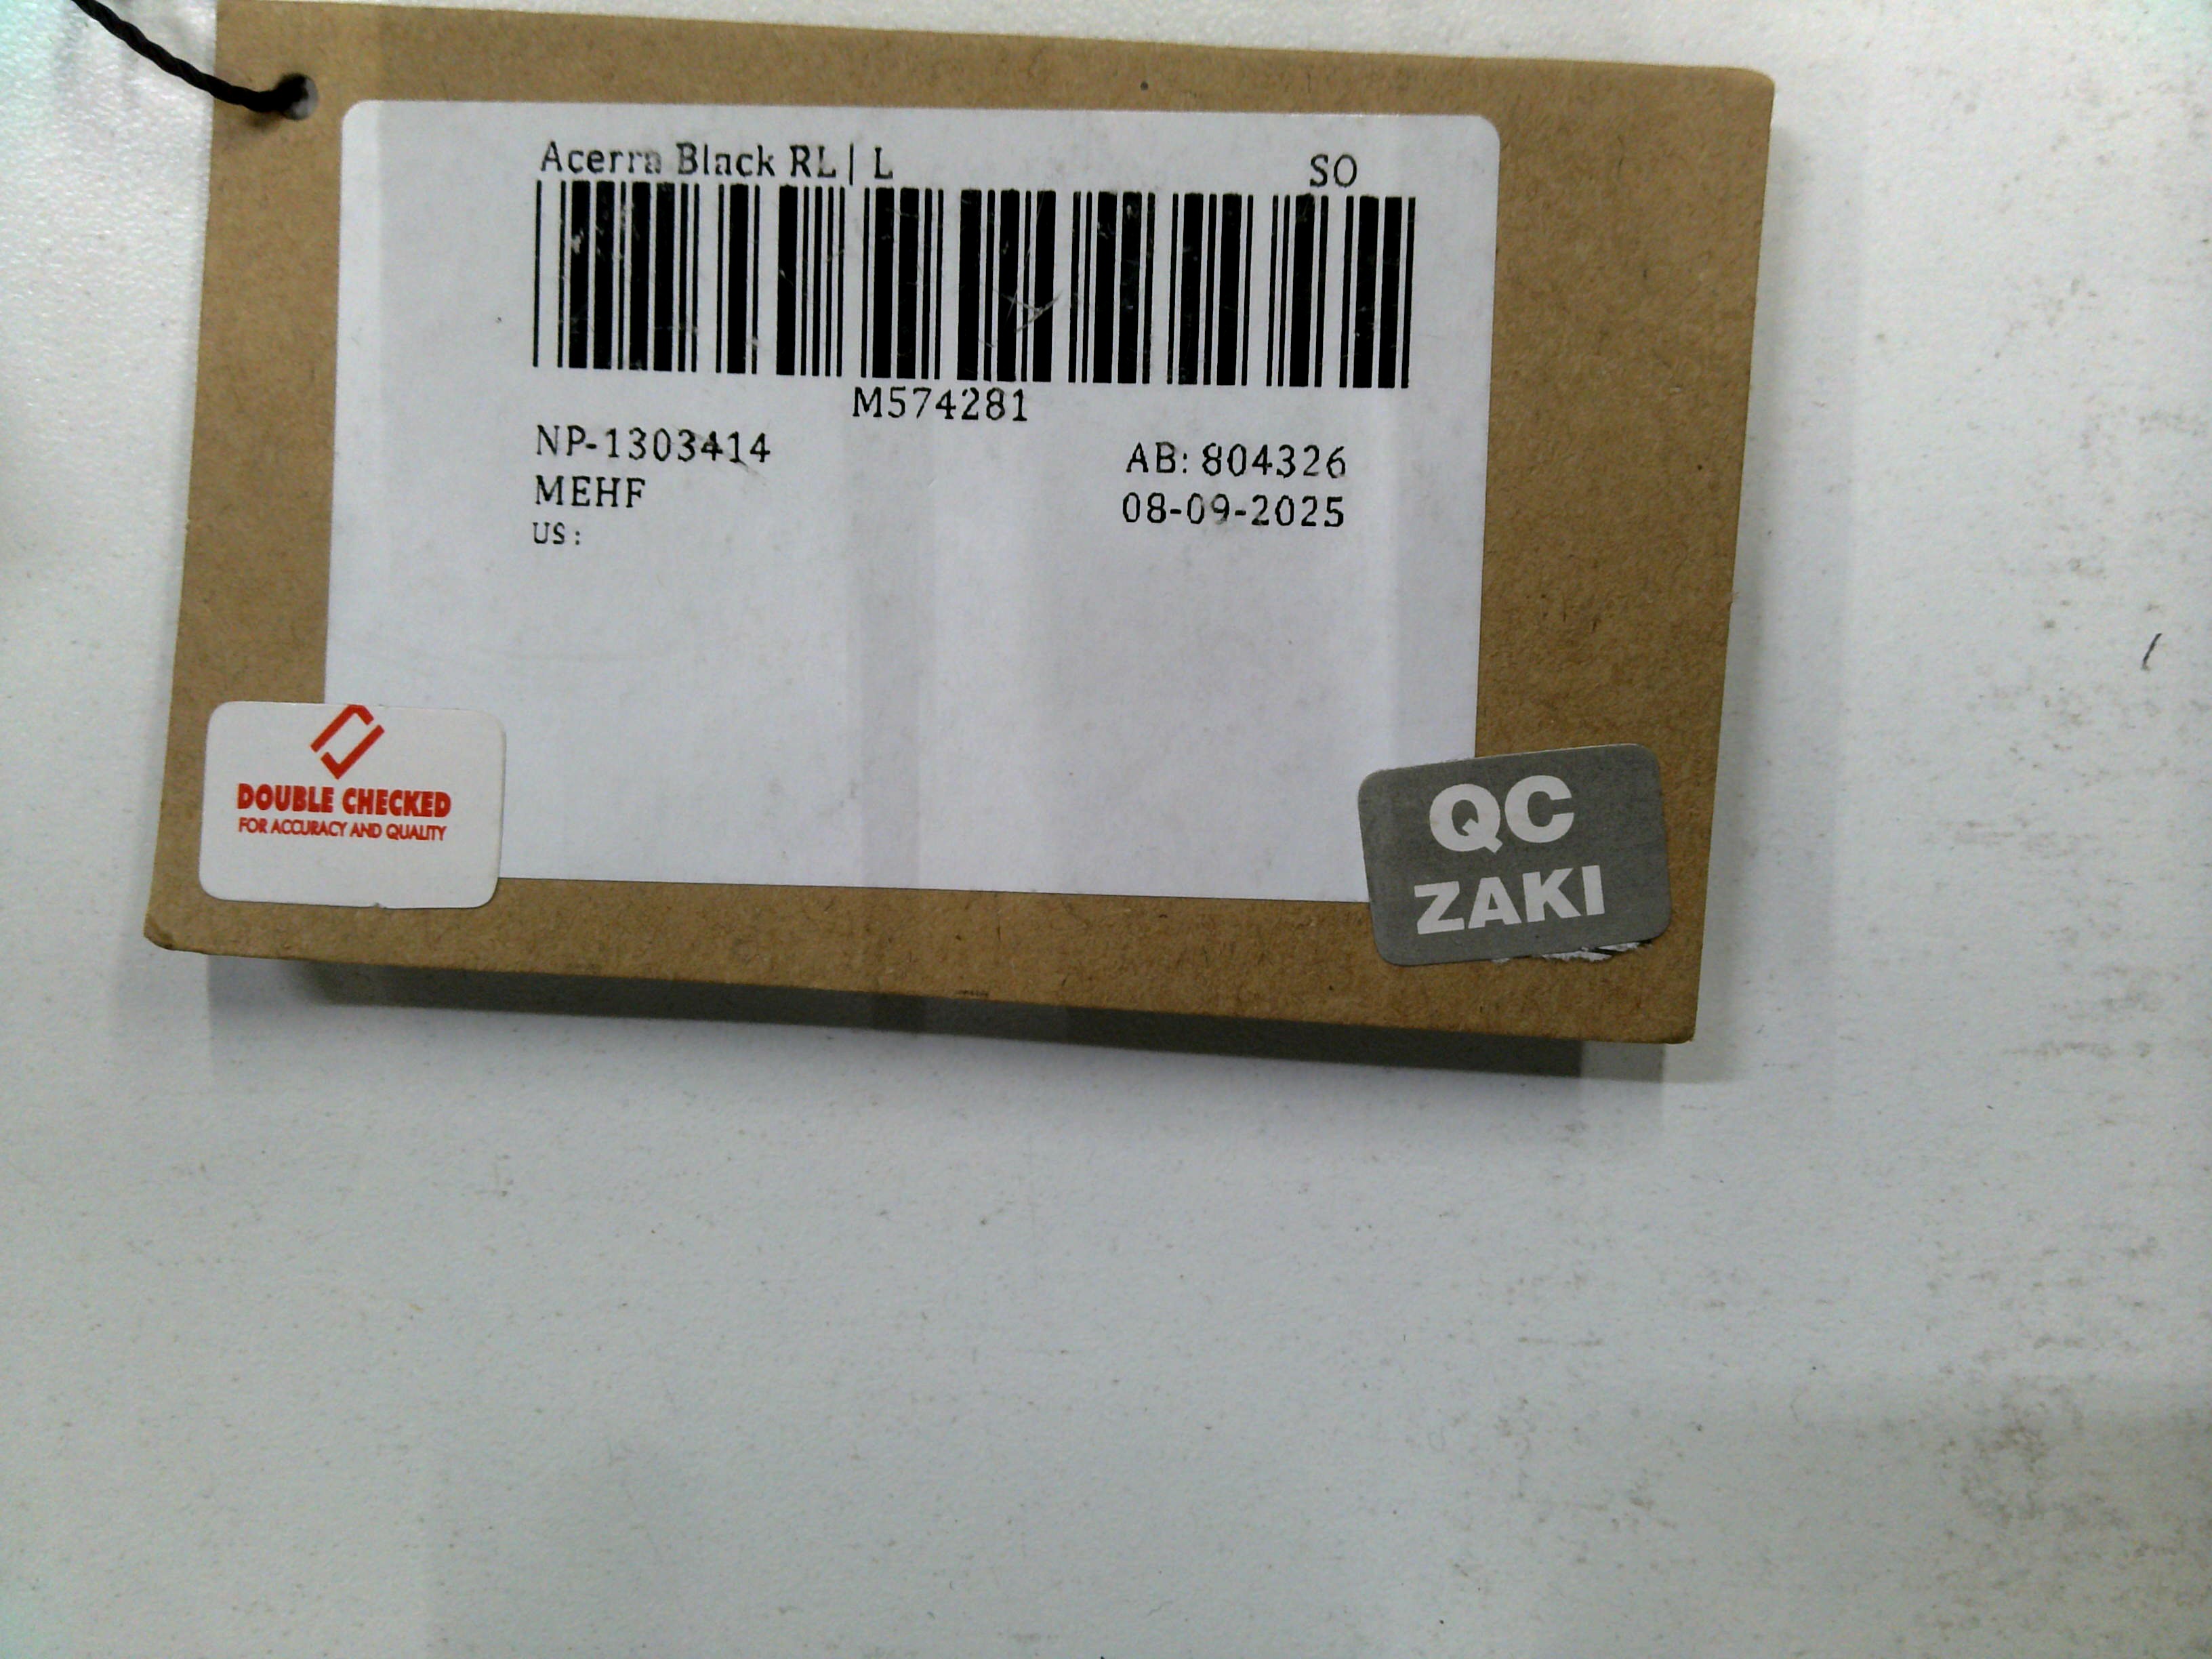 Acerra Black RL | L SO
M574281
NP-1303414 AB: 804326
MEHF 08-09-2025
US :
DOUBLE CHECKED
FOR ACCURACY AND QUALITY
QC
ZAKI